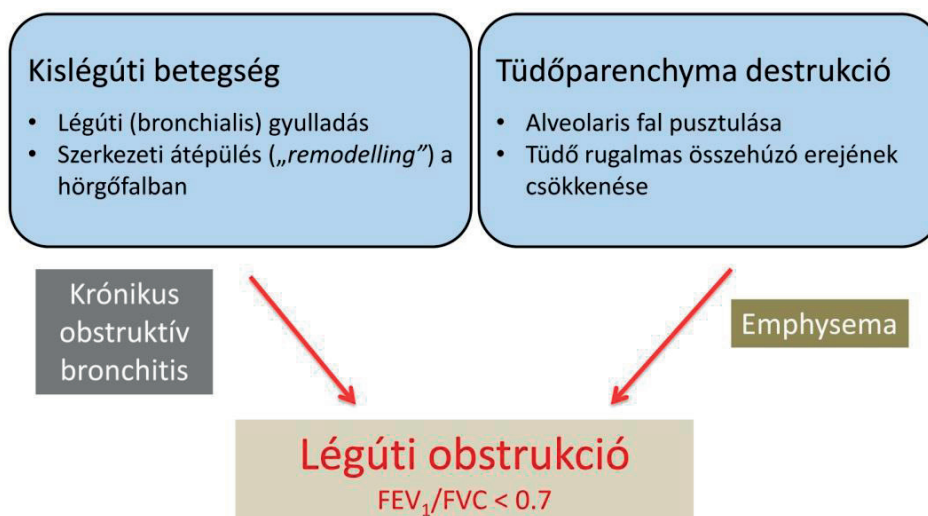 Kislégúti betegség
• Légúti (bronchialis) gyulladás
• Szerkezeti átépülés („remodelling”) a
hörgőfalban
Tüdőparenchyma destrukció
• Alveolaris fal pusztulása
• Tüdő rugalmas összehúzó erejének
csökkenése
Krónikus
obstruktív
bronchitis
Emphysema
Légúti obstrukció
FEV₁/FVC < 0.7